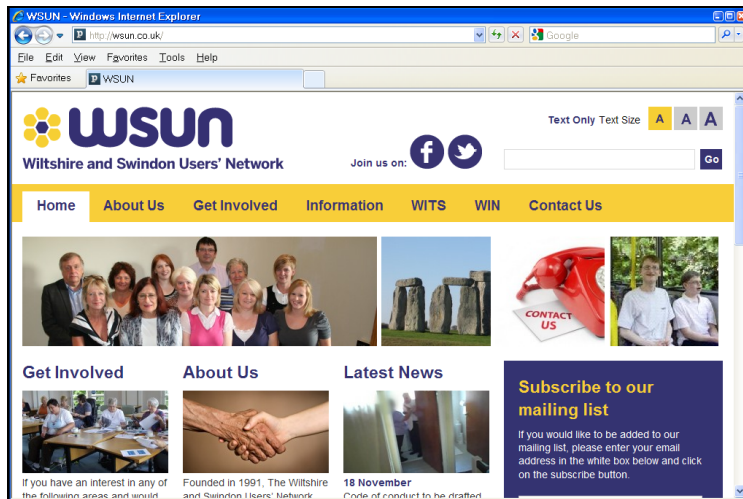 WSUN - Windows Internet Explorer
http://wsun.co.uk/
Google
File Edit View Favorites Tools Help
Favorites
WSUN
wsun
Wiltshire and Swindon Users' Network
Join us on:
Text Only Text Size A A A
Go
Home About Us Get Involved Information WITS WIN Contact Us
CONTACT
US
Get Involved
About Us
Latest News
Subscribe to our
mailing list
If you would like to be added to our
mailing list, please enter your email
address in the white box below and click
on the subscribe button.
If you have an interest in any of
the following areas and would
Founded in 1991, The Wiltshire
and Swindon Users' Network
18 November
Code of conduct to be drafted